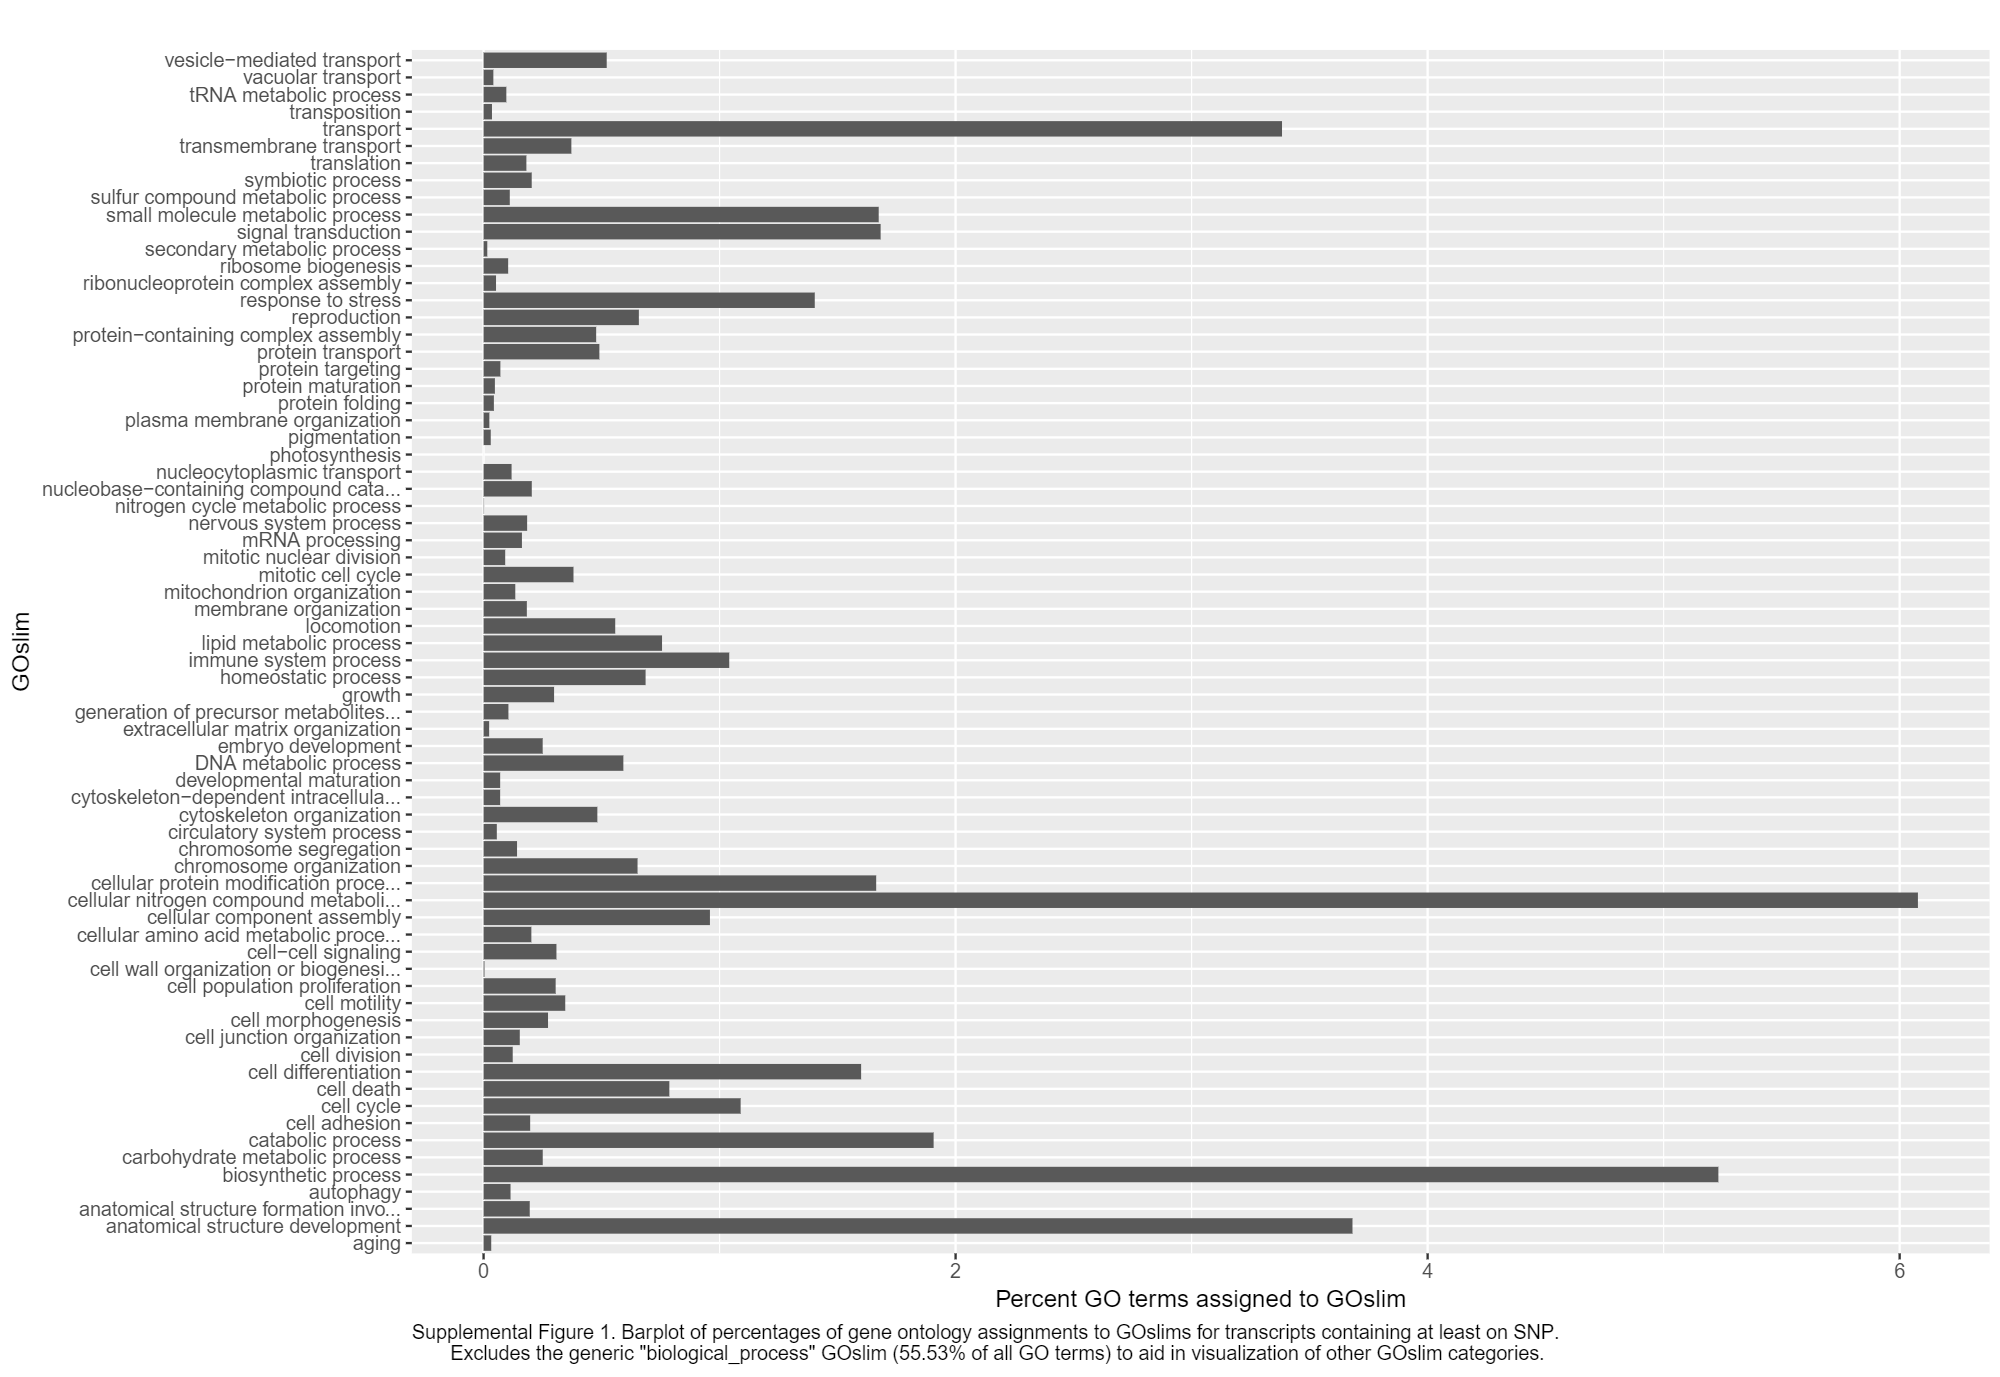 vesicle−mediated transport
vacuolar transport
tRNA metabolic process
transposition
transport
transmembrane transport
translation
symbiotic process
sulfur compound metabolic process
small molecule metabolic process
signal transduction
secondary metabolic process
ribosome biogenesis
ribonucleoprotein complex assembly
response to stress
reproduction
protein−containing complex assembly
protein transport
protein targeting
protein maturation
protein folding
plasma membrane organization
pigmentation
photosynthesis
nucleocytoplasmic transport
nucleobase−containing compound cata...
nitrogen cycle metabolic process
nervous system process
mRNA processing
mitotic nuclear division
mitotic cell cycle
mitochondrion organization
membrane organization
locomotion
lipid metabolic process
immune system process
homeostatic process
growth
generation of precursor metabolites...
extracellular matrix organization
embryo development
DNA metabolic process
developmental maturation
cytoskeleton−dependent intracellula...
cytoskeleton organization
circulatory system process
chromosome segregation
chromosome organization
cellular protein modification proce...
cellular nitrogen compound metaboli...
cellular component assembly
cellular amino acid metabolic proce...
cell−cell signaling
cell wall organization or biogenesi...
cell population proliferation
cell motility
cell morphogenesis
cell junction organization
cell division
cell differentiation
cell death
cell cycle
cell adhesion
catabolic process
carbohydrate metabolic process
biosynthetic process
autophagy
anatomical structure formation invo...
anatomical structure development
aging
GOslim
0 2 4 6
Percent GO terms assigned to GOslim
Supplemental Figure 1. Barplot of percentages of gene ontology assignments to GOslims for transcripts containing at least on SNP.
Excludes the generic "biological_process" GOslim (55.53% of all GO terms) to aid in visualization of other GOslim categories.